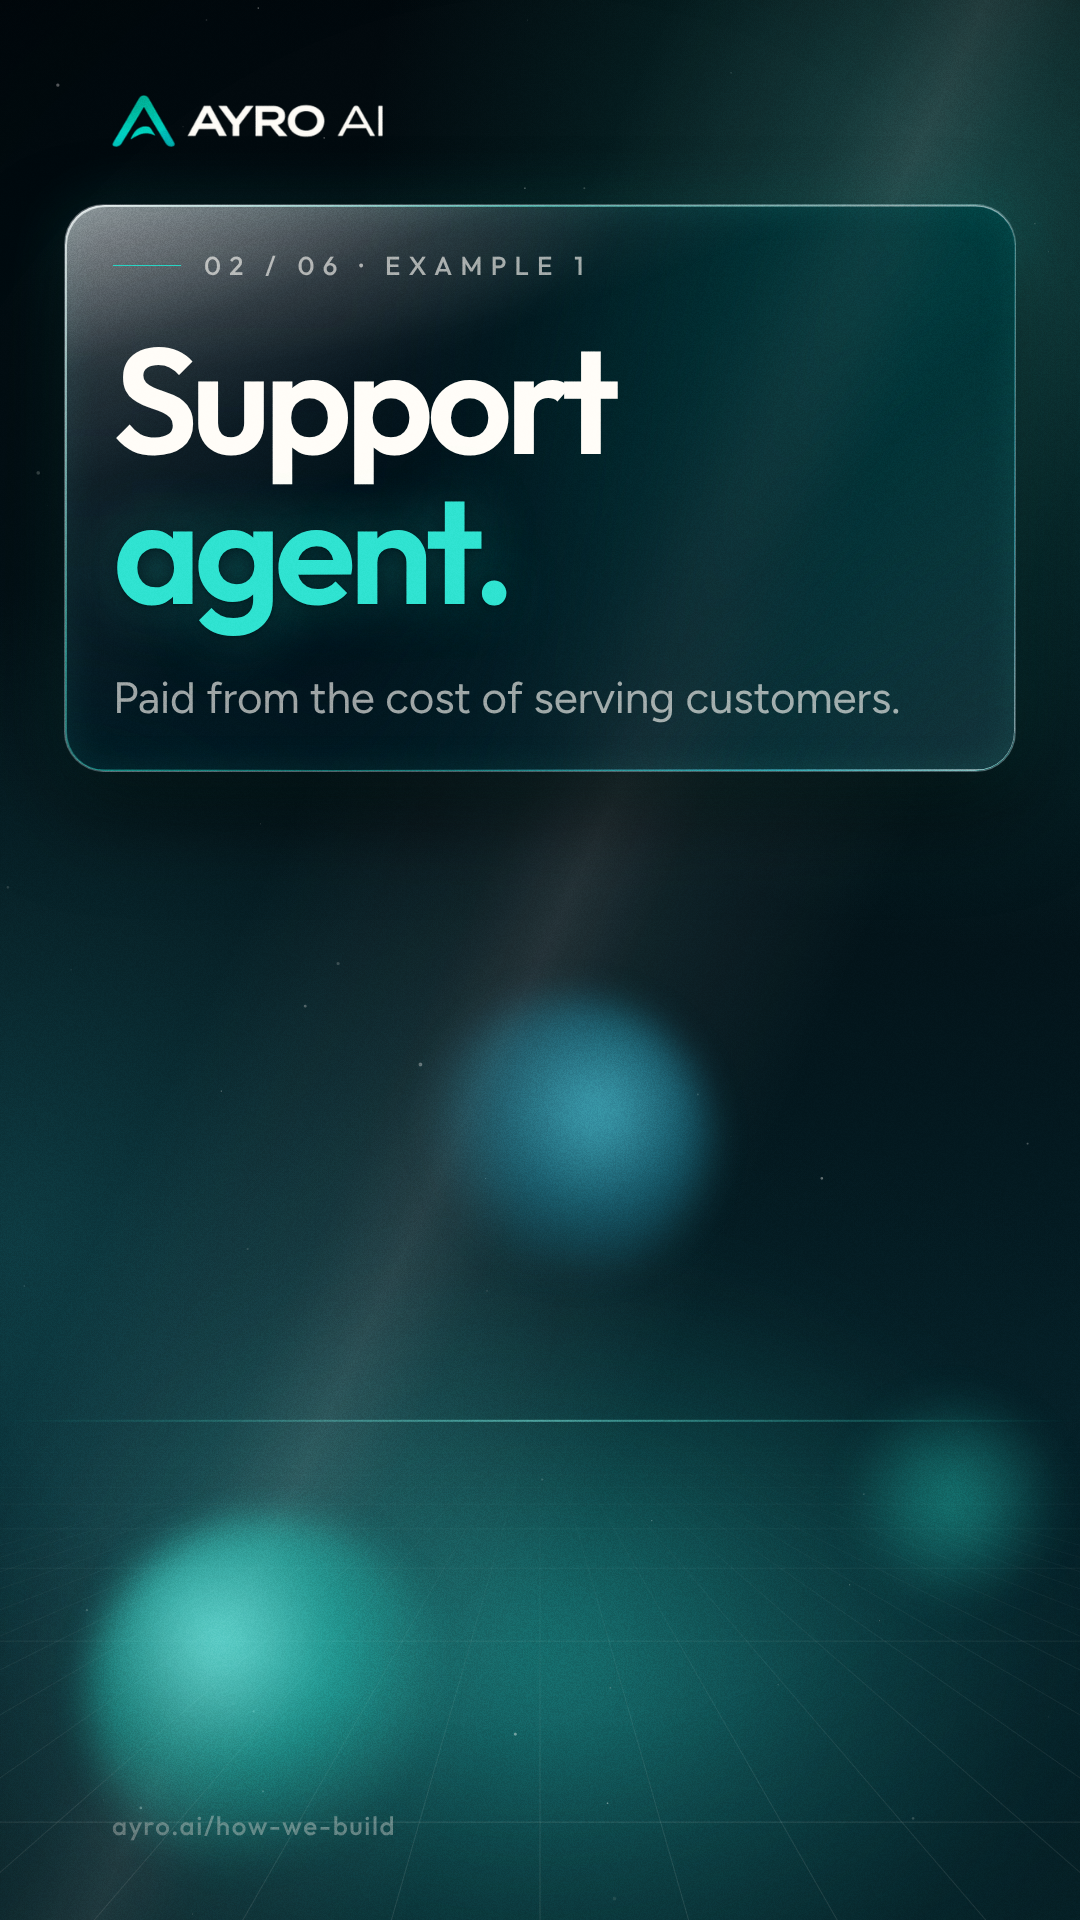 AYRO AI
02 / 06 · EXAMPLE 1
Support
agent.
Paid from the cost of serving customers.
ayro.ai/how-we-build